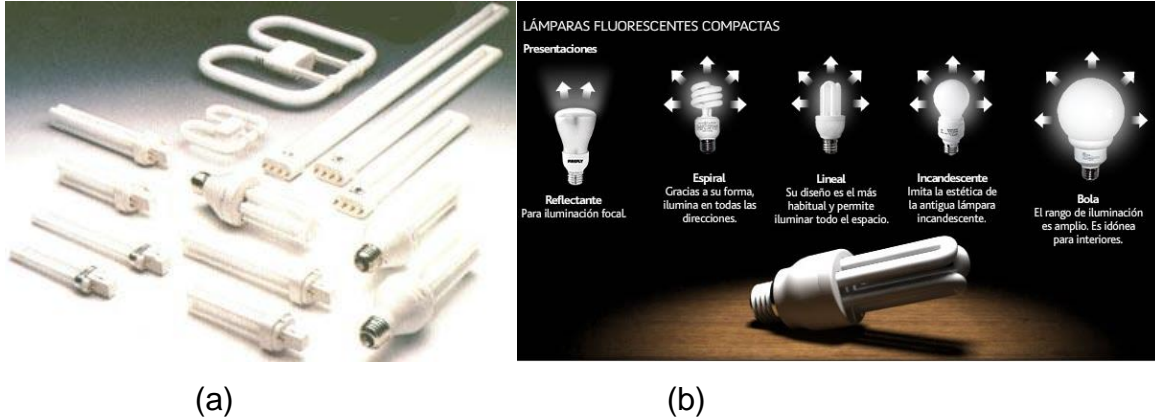 LÁMPARAS FLUORESCENTES COMPACTAS
Presentaciones
Reflectante
Para iluminación focal.
Espiral
Gracias a su forma,
ilumina en todas las
direcciones.
Lineal
Su diseño es el más
habitual y permite
iluminar todo el espacio.
Incandescente
Imita la estética de
la antigua lámpara
incandescente.
Bola
El rango de iluminación
es amplio. Es idónea
para interiores.
(a)
(b)